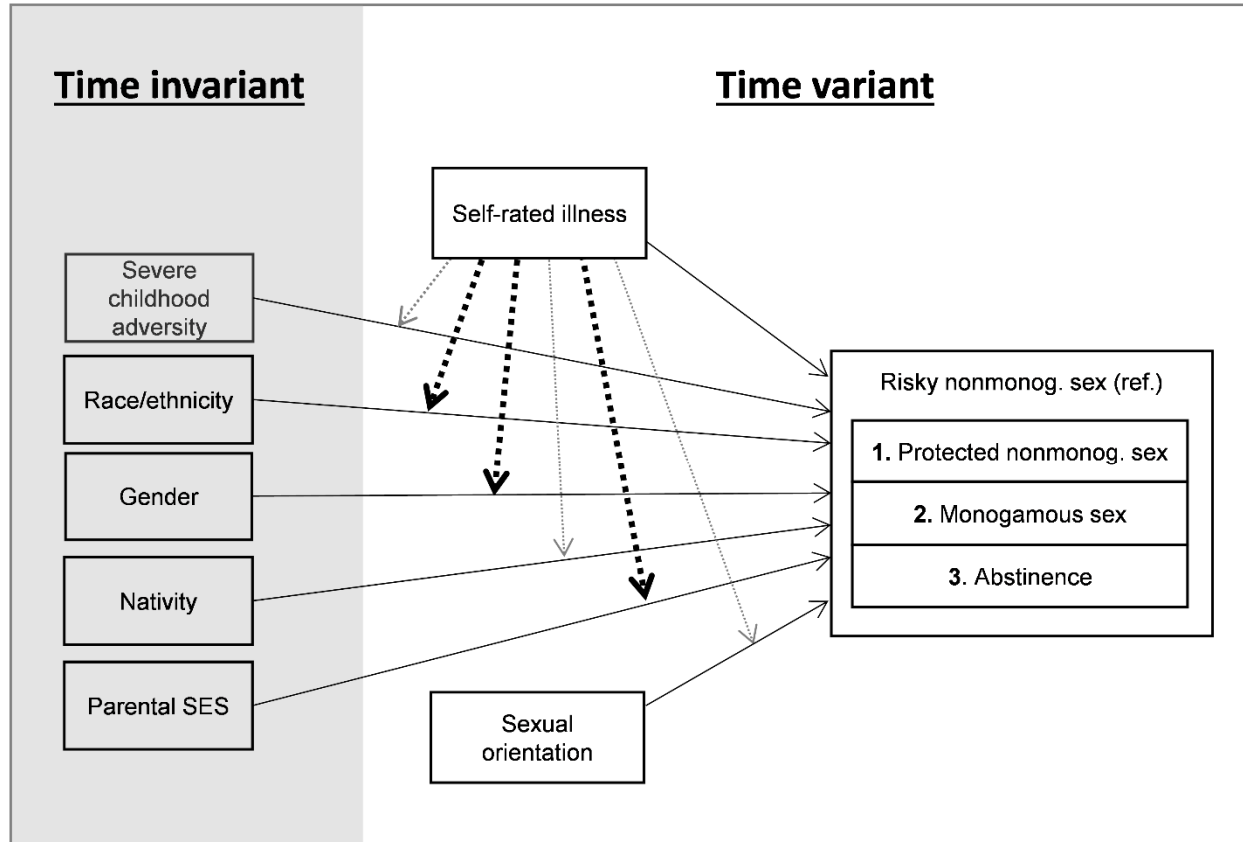 Time invariant
Time variant
Self-rated illness
Severe
childhood
adversity
Race/ethnicity
Gender
Nativity
Parental SES
Sexual
orientation
Risky nonmonog. sex (ref.)
1. Protected nonmonog. sex
2. Monogamous sex
3. Abstinence